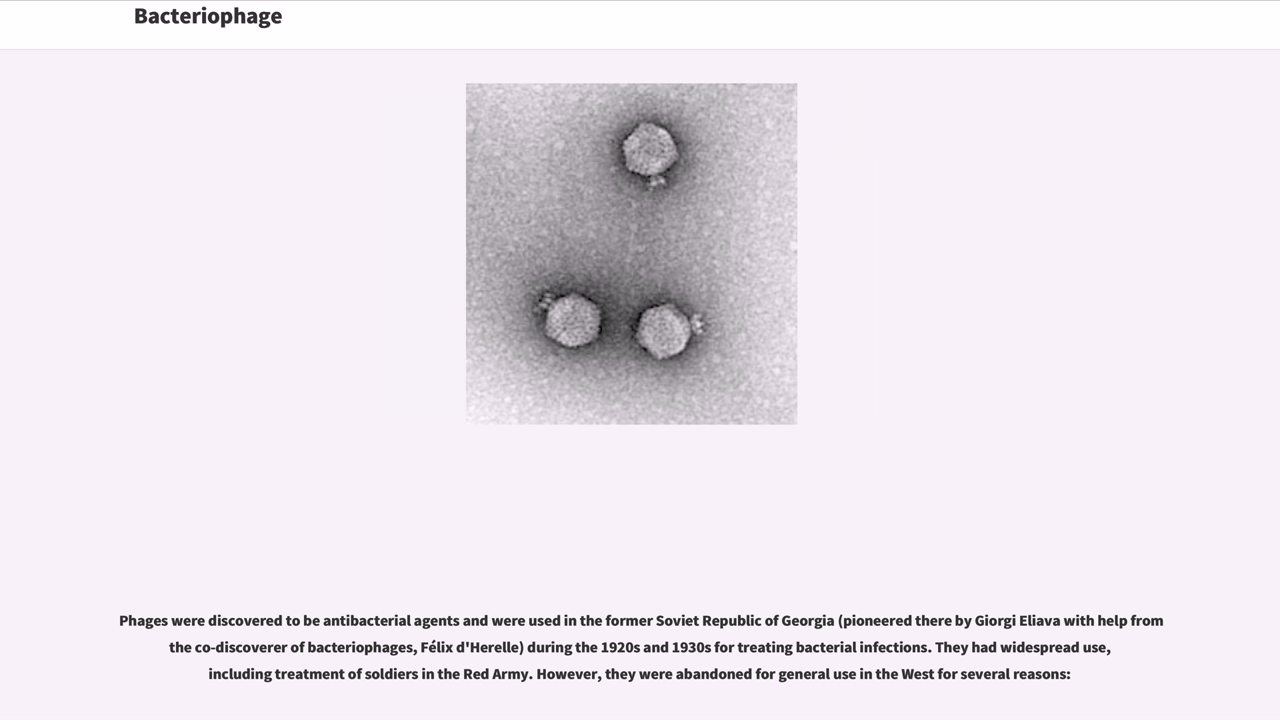 Bacteriophage
Phages were discovered to be antibacterial agents and were used in the former Soviet Republic of Georgia (pioneered there by Giorgi Eliava with help from
the co-discoverer of bacteriophages, Félix d'Herelle) during the 1920s and 1930s for treating bacterial infections. They had widespread use,
including treatment of soldiers in the Red Army. However, they were abandoned for general use in the West for several reasons: